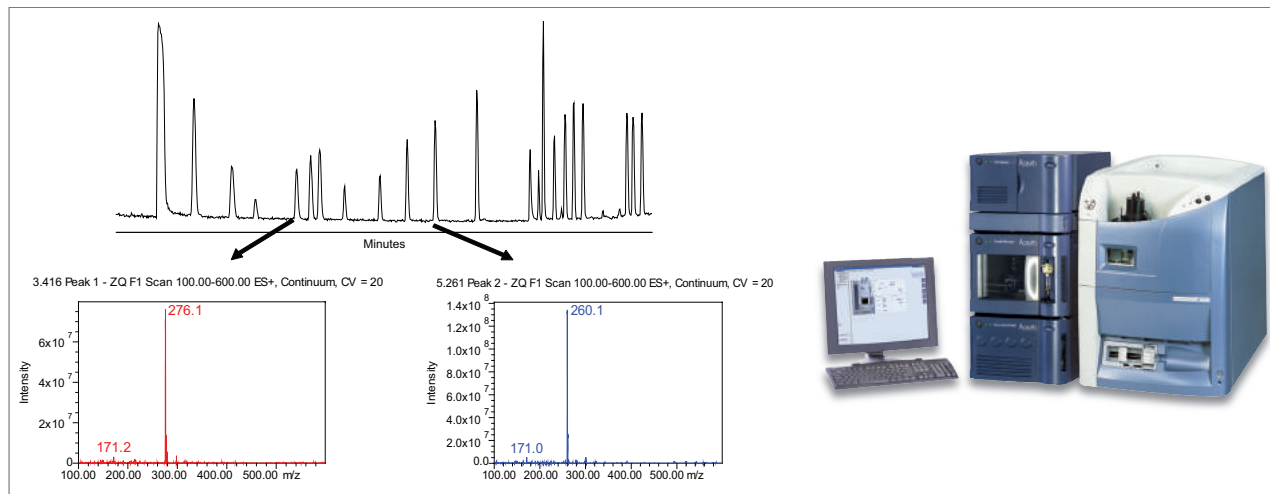 Minutes
3.416 Peak 1 - ZQ F1 Scan 100.00-600.00 ES+, Continuum, CV = 20
276.1
6x10 7
4x10 7
2x10 7
0
Intensity
171.2
100.00 200.00 300.00 400.00 m/z
5.261 Peak 2 - ZQ F1 Scan 100.00-600.00 ES+, Continuum, CV = 20
1.4x10 8
1.2x10 8
1.0x10 8
8.0x10 7
6.0x10 7
4.0x10 7
2.0x10 7
0.0
Intensity
260.1
171.0
100.00 200.00 300.00 400.00 500.00 m/z